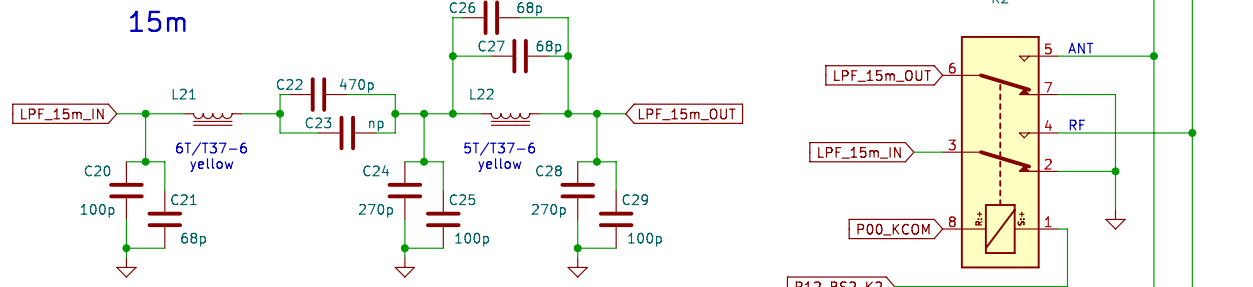 15m
C26 68p
C27 68p
L21
C22 470p
C23 np
L22
LPF_15m_IN
LPF_15m_OUT
6T/T37-6
yellow
5T/T37-6
yellow
C20
100p
C21
68p
C24
270p
C25
100p
C28
270p
C29
100p
5 ANT
LPF_15m_OUT 6
7
4 RF
LPF_15m_IN 3
2
P00_KCOM 8
R:+
S:+
1